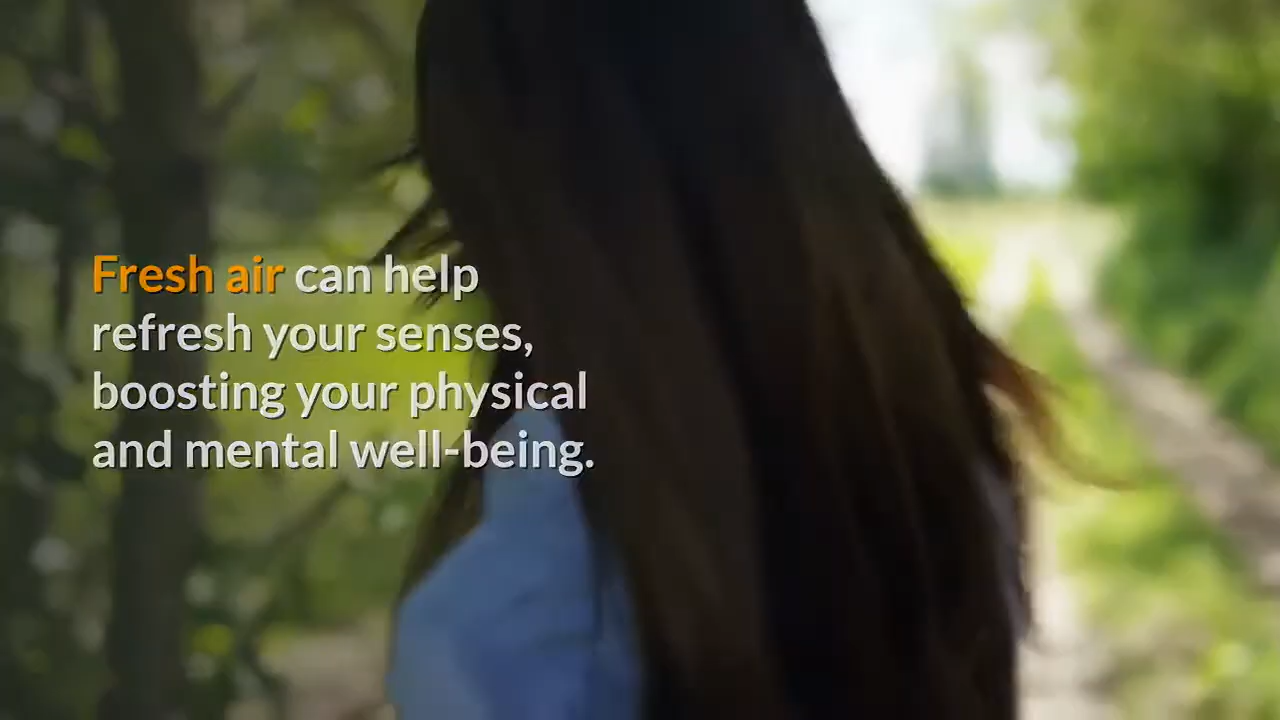 Fresh air can help
refresh your senses,
boosting your physical
and mental well-being.